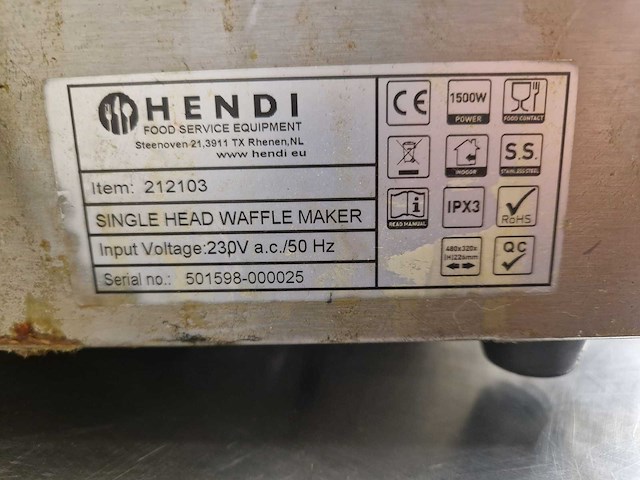 HENDI
FOOD SERVICE EQUIPMENT
Steenoven 21,3911 TX Rhenen,NL
www.hendi eu
Item: 212103
SINGLE HEAD WAFFLE MAKER
Input Voltage:230V a.c./50 Hz
Serial no.: 501598-000025
CE
1500W
POWER
FOOD CONTACT
INDOOR
S.S.
STAINLESS STEEL
READ MANUAL
IPX3
RoHS
480x320x
(H)226mm
QC